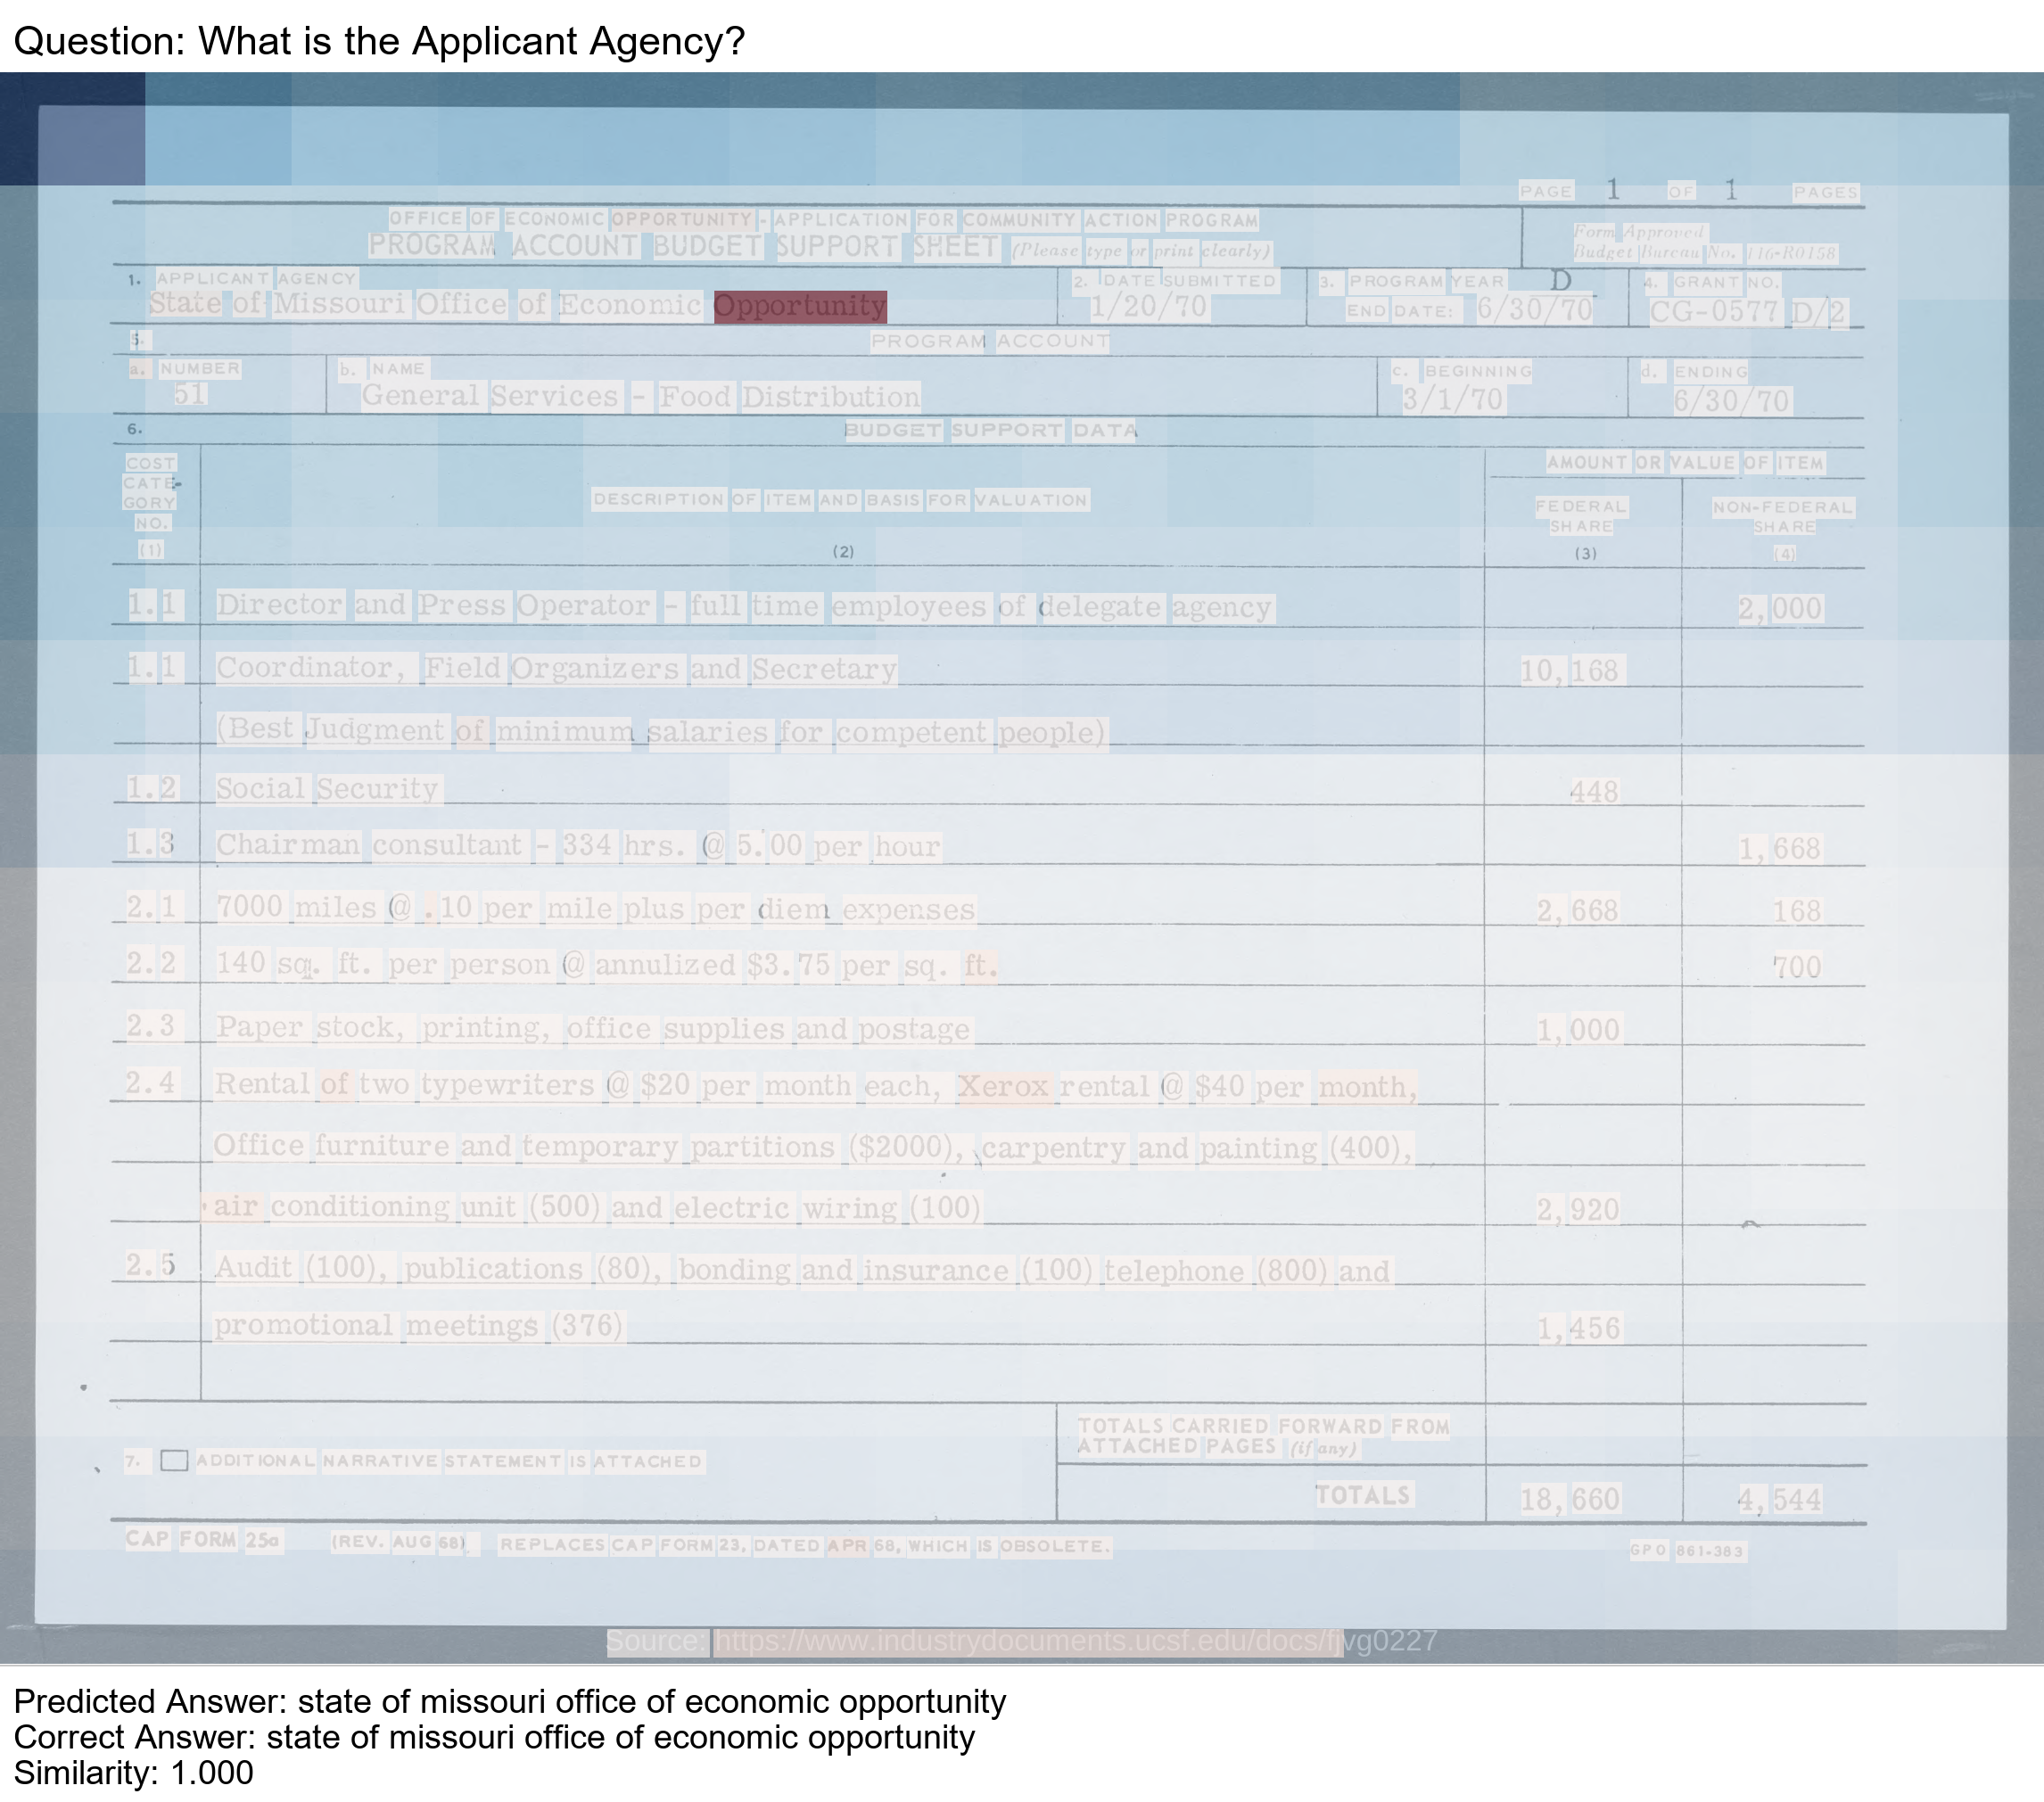 Question: What is the Applicant Agency?
PAGE 1 OF 1 PAGES
OFFICE OF ECONOMIC OPPORTUNITY - APPLICATION FOR COMMUNITY ACTION PROGRAM
PROGRAM ACCOUNT BUDGET SUPPORT SHEET (Please type or print clearly)
Form Approved
Budget Bureau No. 116-R0158
1. APPLICANT AGENCY
State of Missouri Office of Economic Opportunity
2. DATE SUBMITTED
1/20/70
3. PROGRAM YEAR D
END DATE: 6/30/70
4. GRANT NO.
CG-0577 D/2
5. PROGRAM ACCOUNT
a. NUMBER
51
b. NAME
General Services - Food Distribution
c. BEGINNING
3/1/70
d. ENDING
6/30/70
6. BUDGET SUPPORT DATA
COST
CATE-
GORY
NO.
(1)
DESCRIPTION OF ITEM AND BASIS FOR VALUATION
(2)
AMOUNT OR VALUE OF ITEM
FEDERAL
SHARE
(3)
NON-FEDERAL
SHARE
(4)
1.1 Director and Press Operator - full time employees of delegate agency 2,000
1.1 Coordinator, Field Organizers and Secretary 10,168
(Best Judgment of minimum salaries for competent people)
1.2 Social Security 448
1.3 Chairman consultant - 334 hrs. @ 5.00 per hour 1,668
2.1 7000 miles @ .10 per mile plus per diem expenses 2,668 168
2.2 140 sq. ft. per person @ annulized $3.75 per sq. ft. 700
2.3 Paper stock, printing, office supplies and postage 1,000
2.4 Rental of two typewriters @ $20 per month each, Xerox rental @ $40 per month,
Office furniture and temporary partitions ($2000), carpentry and painting (400),
air conditioning unit (500) and electric wiring (100) 2,920
2.5 Audit (100), publications (80), bonding and insurance (100) telephone (800) and
promotional meetings (376) 1,456
7. ADDITIONAL NARRATIVE STATEMENT IS ATTACHED
TOTALS CARRIED FORWARD FROM
ATTACHED PAGES (if any)
TOTALS 18,660 4,544
CAP FORM 25a (REV. AUG 68) REPLACES CAP FORM 23, DATED APR 68, WHICH IS OBSOLETE. GPO 861-383
Source: https://www.industrydocuments.ucsf.edu/docs/fjvg0227
Predicted Answer: state of missouri office of economic opportunity
Correct Answer: state of missouri office of economic opportunity
Similarity: 1.000